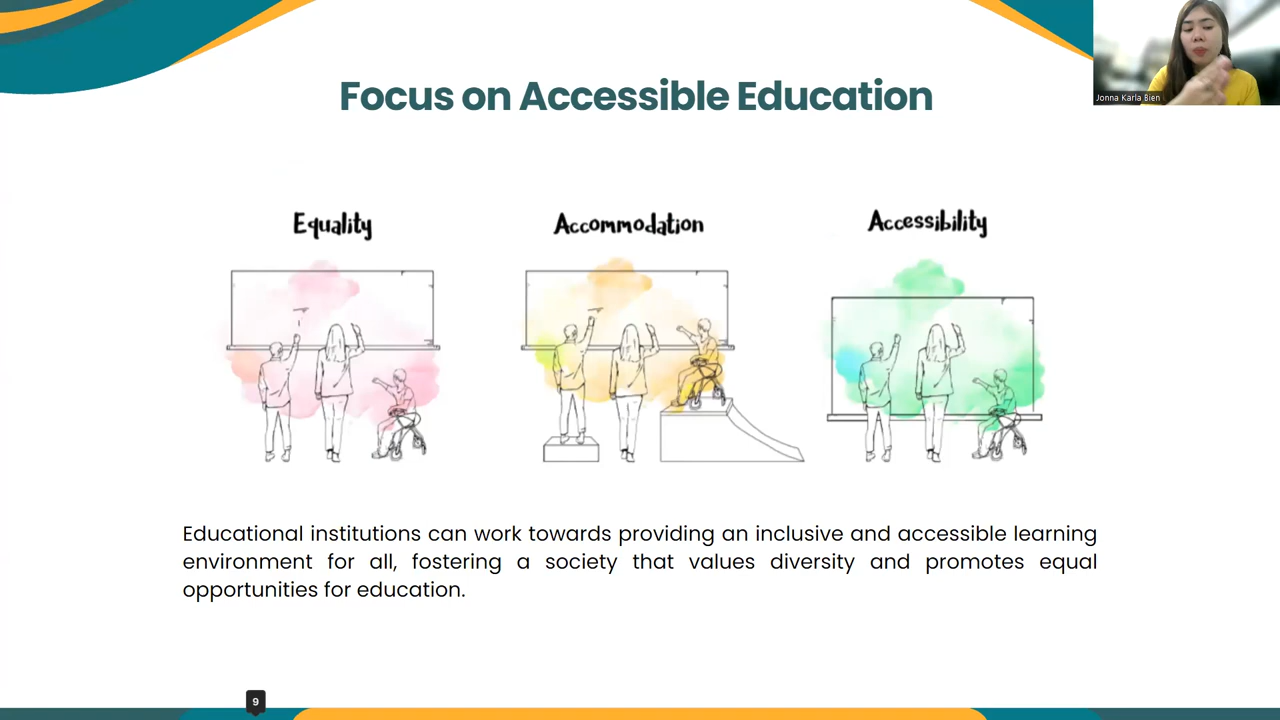 Focus on Accessible Education
Jonna Karla Bien
Equality
Accommodation
Accessibility
Educational institutions can work towards providing an inclusive and accessible learning
environment for all, fostering a society that values diversity and promotes equal
opportunities for education.
9